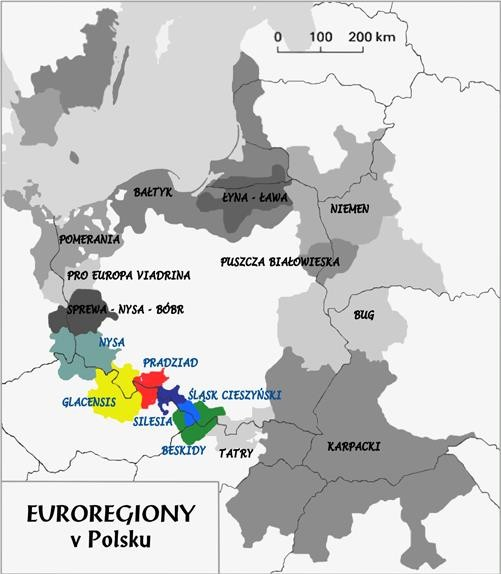 0 100 200 km
BAŁTYK
ŁYNA - ŁAWA
NIEMEN
POMERANIA
PUSZCZA BIAŁOWIESKA
PRO EUROPA VIADRINA
SPREWA - NYSA - BÓBR
BUG
NYSA
PRADZIAD
GLACENSIS
ŚLĄSK CIESZYŃSKI
SILESIA
BESKIDY
TATRY
KARPACKI
EUROREGIONY
v Polsku